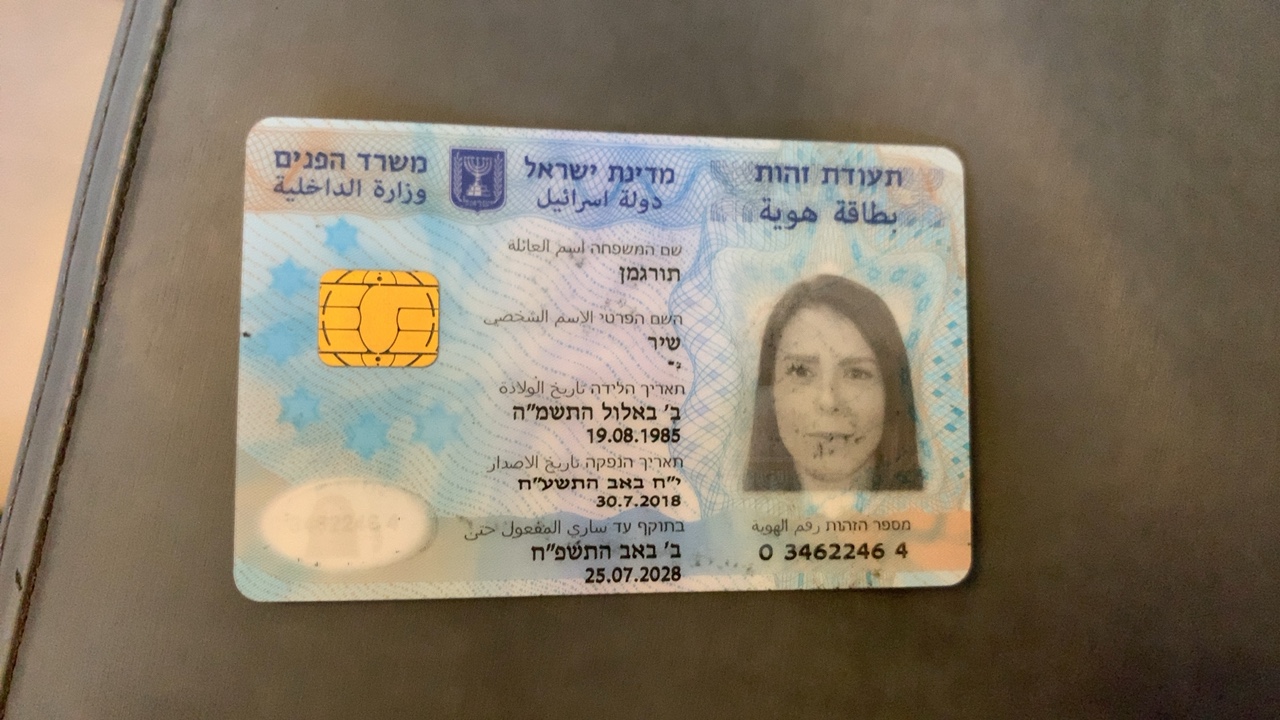 תעודת זהות
بطاقة هوية
מדינת ישראל
دولة اسرائيل
משרד הפנים
وزارة الداخلية
שם המשפחה اسم العائلة
תורגמן
השם הפרטי الاسم الشخصي
שיר
תאריך הלידה تاريخ الولادة
ב' באלול התשמ"ה
19.08.1985
תאריך הנפקה تاريخ الاصدار
י"ח באב התשע"ח
30.7.2018
בתוקף עד ساري المفعول حتى
ב' באב התשפ"ח
25.07.2028
מספר הזהות رقم الهوية
0 3462246 4